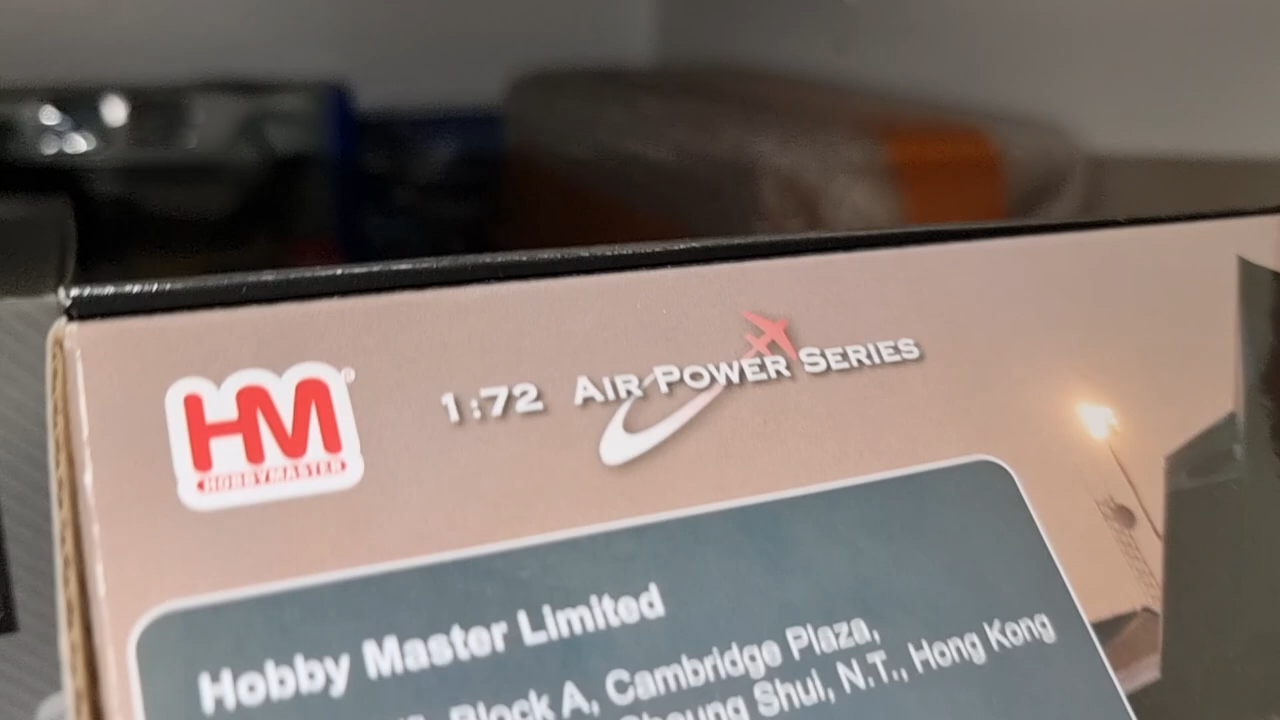 HM
HOBBYMASTER
1:72 AIR POWER SERIES
Hobby Master Limited
Block A, Cambridge Plaza,
Sheung Shui, N.T., Hong Kong